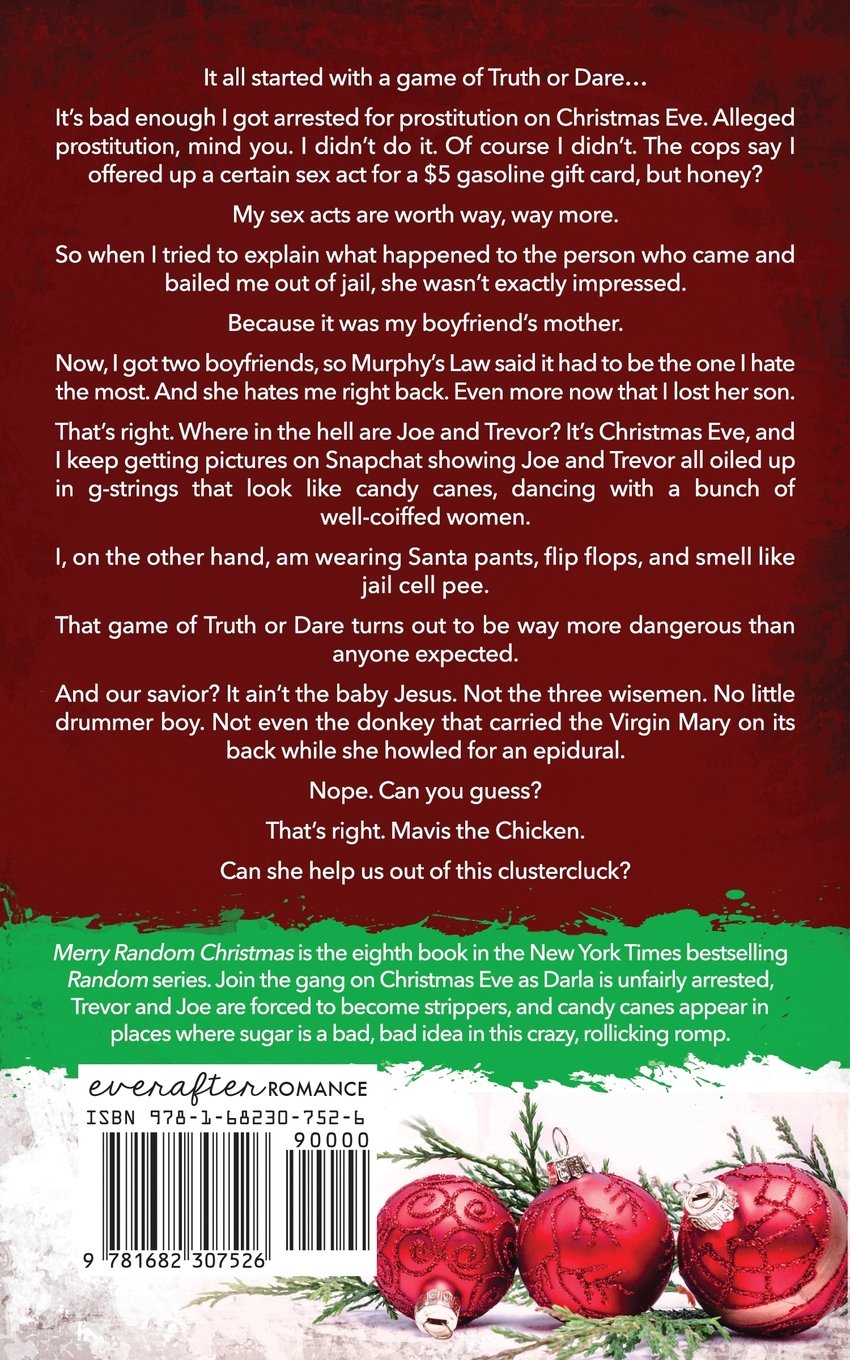 It all started with a game of Truth or Dare…
It’s bad enough I got arrested for prostitution on Christmas Eve. Alleged
prostitution, mind you. I didn’t do it. Of course I didn’t. The cops say I
offered up a certain sex act for a $5 gasoline gift card, but honey?
My sex acts are worth way, way more.
So when I tried to explain what happened to the person who came and
bailed me out of jail, she wasn’t exactly impressed.
Because it was my boyfriend’s mother.
Now, I got two boyfriends, so Murphy’s Law said it had to be the one I hate
the most. And she hates me right back. Even more now that I lost her son.
That’s right. Where in the hell are Joe and Trevor? It’s Christmas Eve, and
I keep getting pictures on Snapchat showing Joe and Trevor all oiled up
in g-strings that look like candy canes, dancing with a bunch of
well-coiffed women.
I, on the other hand, am wearing Santa pants, flip flops, and smell like
jail cell pee.
That game of Truth or Dare turns out to be way more dangerous than
anyone expected.
And our savior? It ain’t the baby Jesus. Not the three wisemen. No little
drummer boy. Not even the donkey that carried the Virgin Mary on its
back while she howled for an epidural.
Nope. Can you guess?
That’s right. Mavis the Chicken.
Can she help us out of this clustercluck?
Merry Random Christmas is the eighth book in the New York Times bestselling
Random series. Join the gang on Christmas Eve as Darla is unfairly arrested,
Trevor and Joe are forced to become strippers, and candy canes appear in
places where sugar is a bad, bad idea in this crazy, rollicking romp.
everafter ROMANCE
ISBN 978-1-68230-752-6
90000
9 781682 307526